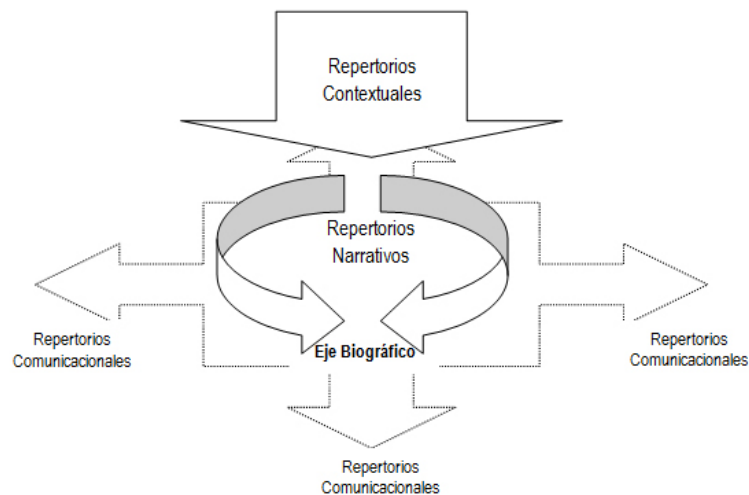 Repertorios
Contextuales
Repertorios
Narrativos
Eje Biográfico
Repertorios
Comunicacionales
Repertorios
Comunicacionales
Repertorios
Comunicacionales